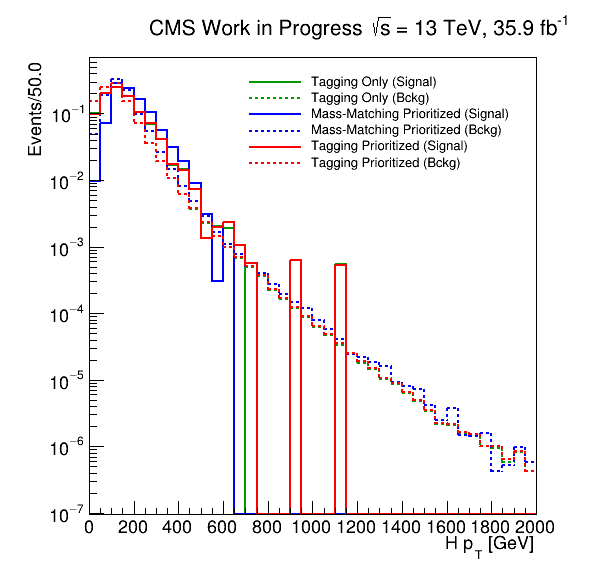 CMS Work in Progress √s = 13 TeV, 35.9 fb⁻¹
Events/50.0
Tagging Only (Signal)
Tagging Only (Bckg)
Mass-Matching Prioritized (Signal)
Mass-Matching Prioritized (Bckg)
Tagging Prioritized (Signal)
Tagging Prioritized (Bckg)
10⁻¹
10⁻²
10⁻³
10⁻⁴
10⁻⁵
10⁻⁶
10⁻⁷
0 200 400 600 800 1000 1200 1400 1600 1800 2000
H p_T [GeV]